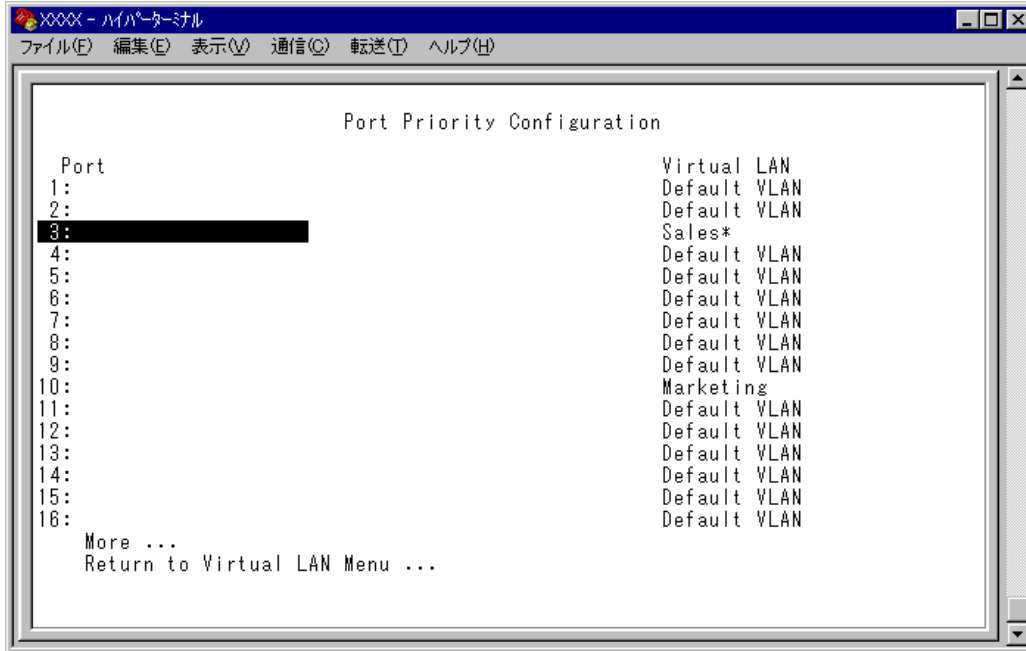 XXXX - ハイパーターミナル
ファイル(F) 編集(E) 表示(V) 通信(C) 転送(T) ヘルプ(H)
Port Priority Configuration
Port Virtual LAN
1: Default VLAN
2: Default VLAN
3: Sales*
4: Default VLAN
5: Default VLAN
6: Default VLAN
7: Default VLAN
8: Default VLAN
9: Default VLAN
10: Marketing
11: Default VLAN
12: Default VLAN
13: Default VLAN
14: Default VLAN
15: Default VLAN
16: Default VLAN
More ...
Return to Virtual LAN Menu ...